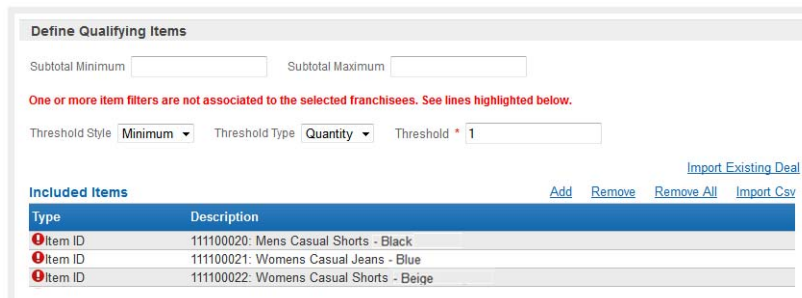 Define Qualifying Items
Subtotal Minimum Subtotal Maximum
One or more item filters are not associated to the selected franchisees. See lines highlighted below.
Threshold Style Minimum Threshold Type Quantity Threshold * 1
Import Existing Deal
Included Items Add Remove Remove All Import Csv
Type Description
Item ID 111100020: Mens Casual Shorts - Black
Item ID 111100021: Womens Casual Jeans - Blue
Item ID 111100022: Womens Casual Shorts - Beige